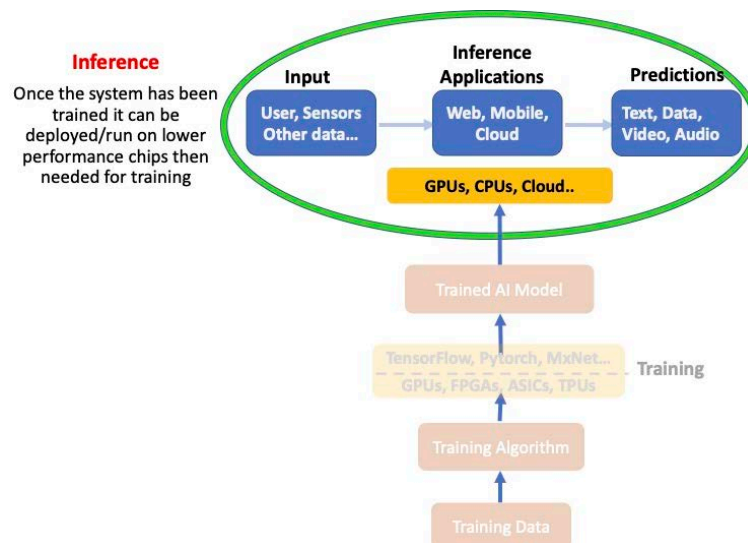 Inference
Once the system has been
trained it can be
deployed/run on lower
performance chips then
needed for training
Input
User, Sensors
Other data...
Inference
Applications
Web, Mobile,
Cloud
Predictions
Text, Data,
Video, Audio
GPUs, CPUs, Cloud..
Trained AI Model
TensorFlow, Pytorch, MxNet...
GPUs, FPGAs, ASICs, TPUs
Training
Training Algorithm
Training Data